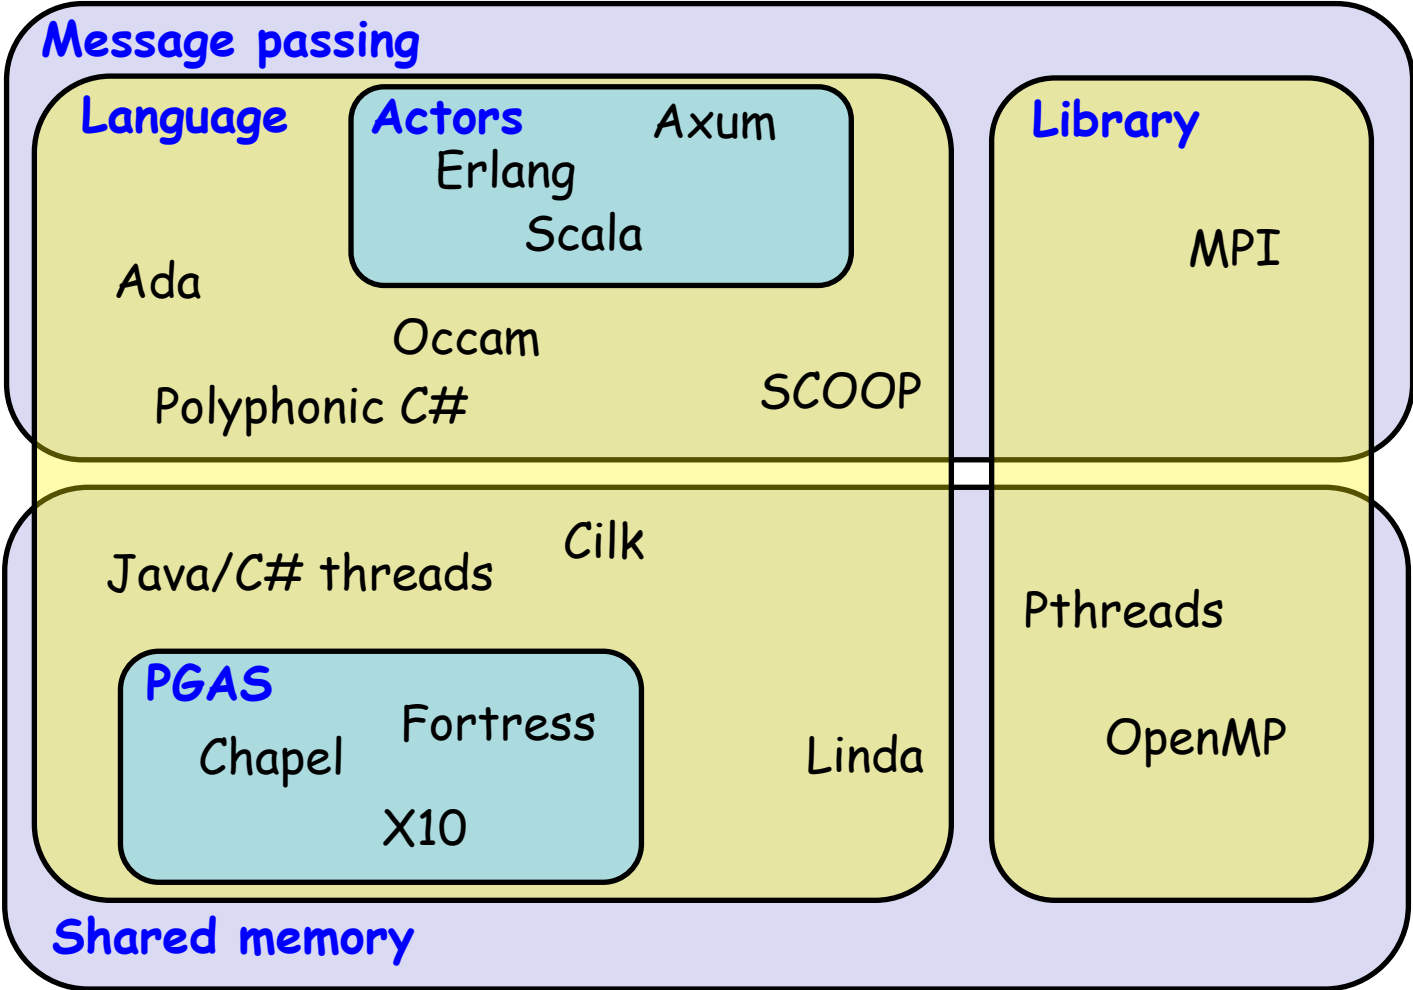 Message passing
Language
Actors
Axum
Erlang
Scala
Ada
Occam
Polyphonic C#
SCOOP
Library
MPI
Cilk
Java/C# threads
PGAS
Fortress
Chapel
X10
Linda
Pthreads
OpenMP
Shared memory